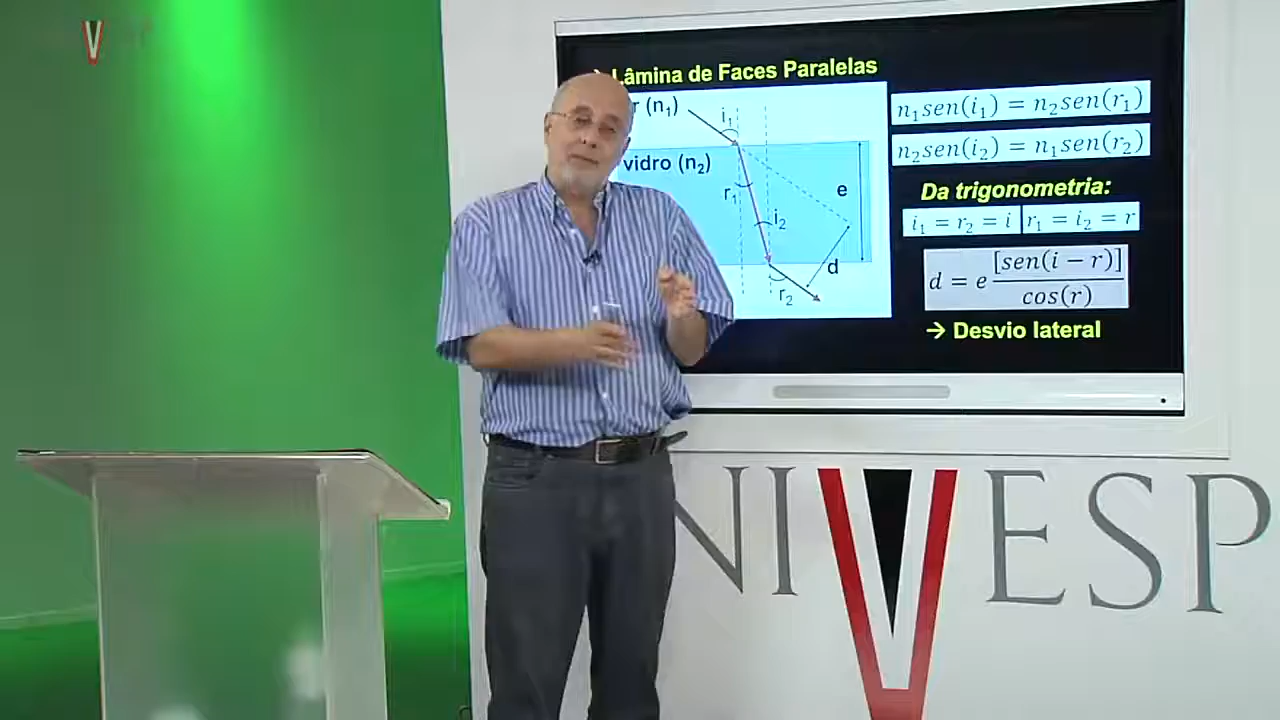 Lâmina de Faces Paralelas
r (n₁)
i₁
vidro (n₂)
r₁
i₂
e
d
r₂
n₁sen(i₁) = n₂sen(r₁)
n₂sen(i₂) = n₁sen(r₂)
Da trigonometria:
i₁ = r₂ = i r₁ = i₂ = r
d = e [sen(i − r)] / cos(r)
→ Desvio lateral
NIVESP